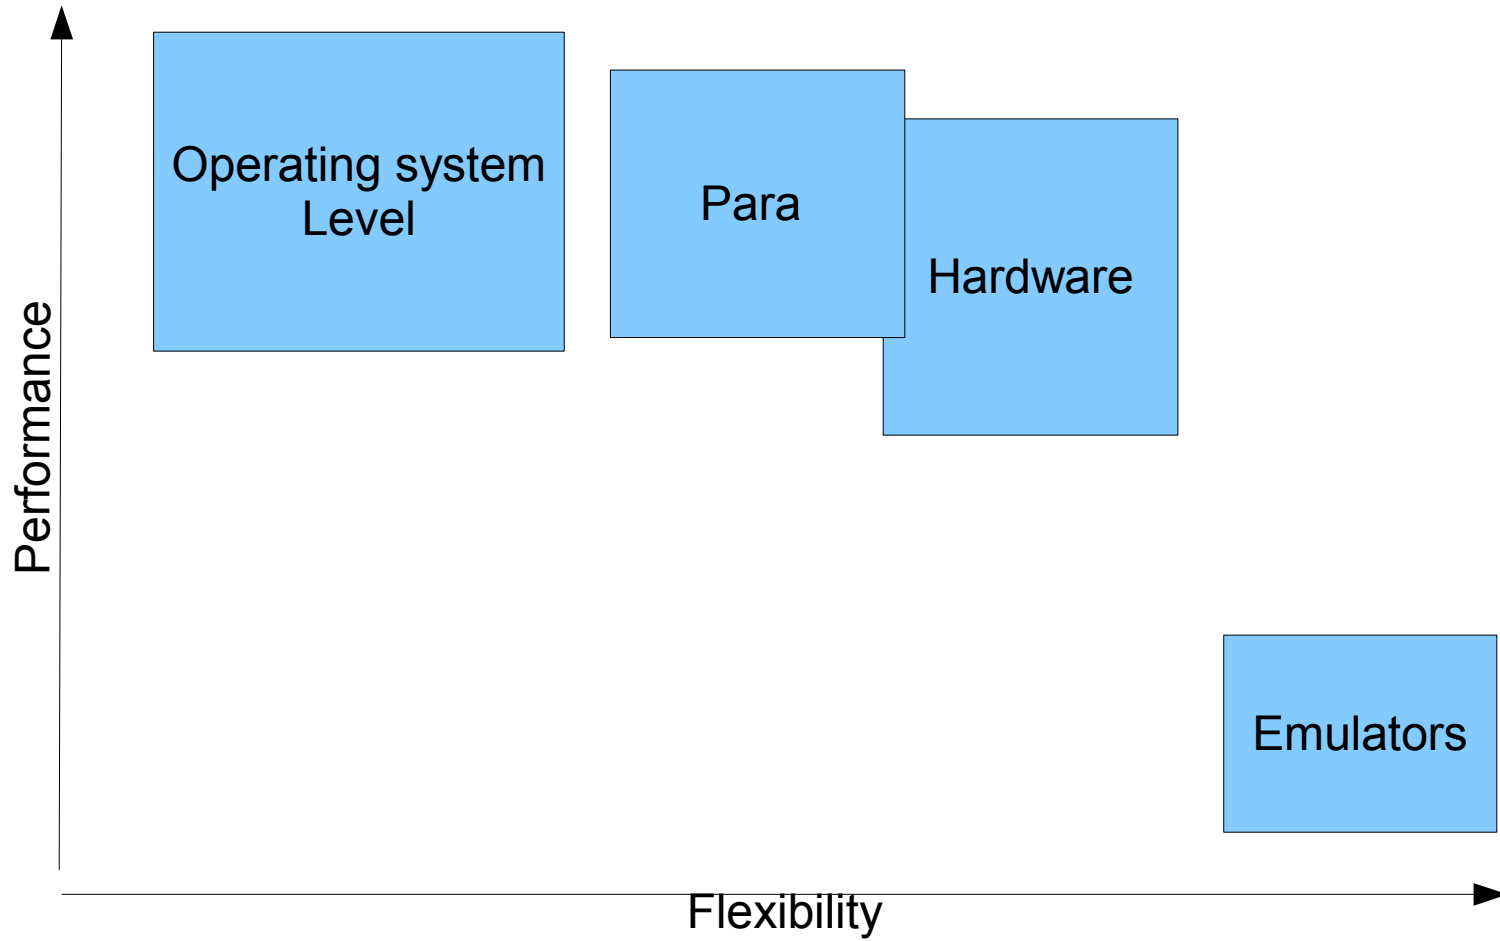 Operating system
Level
Para
Hardware
Performance
Emulators
Flexibility